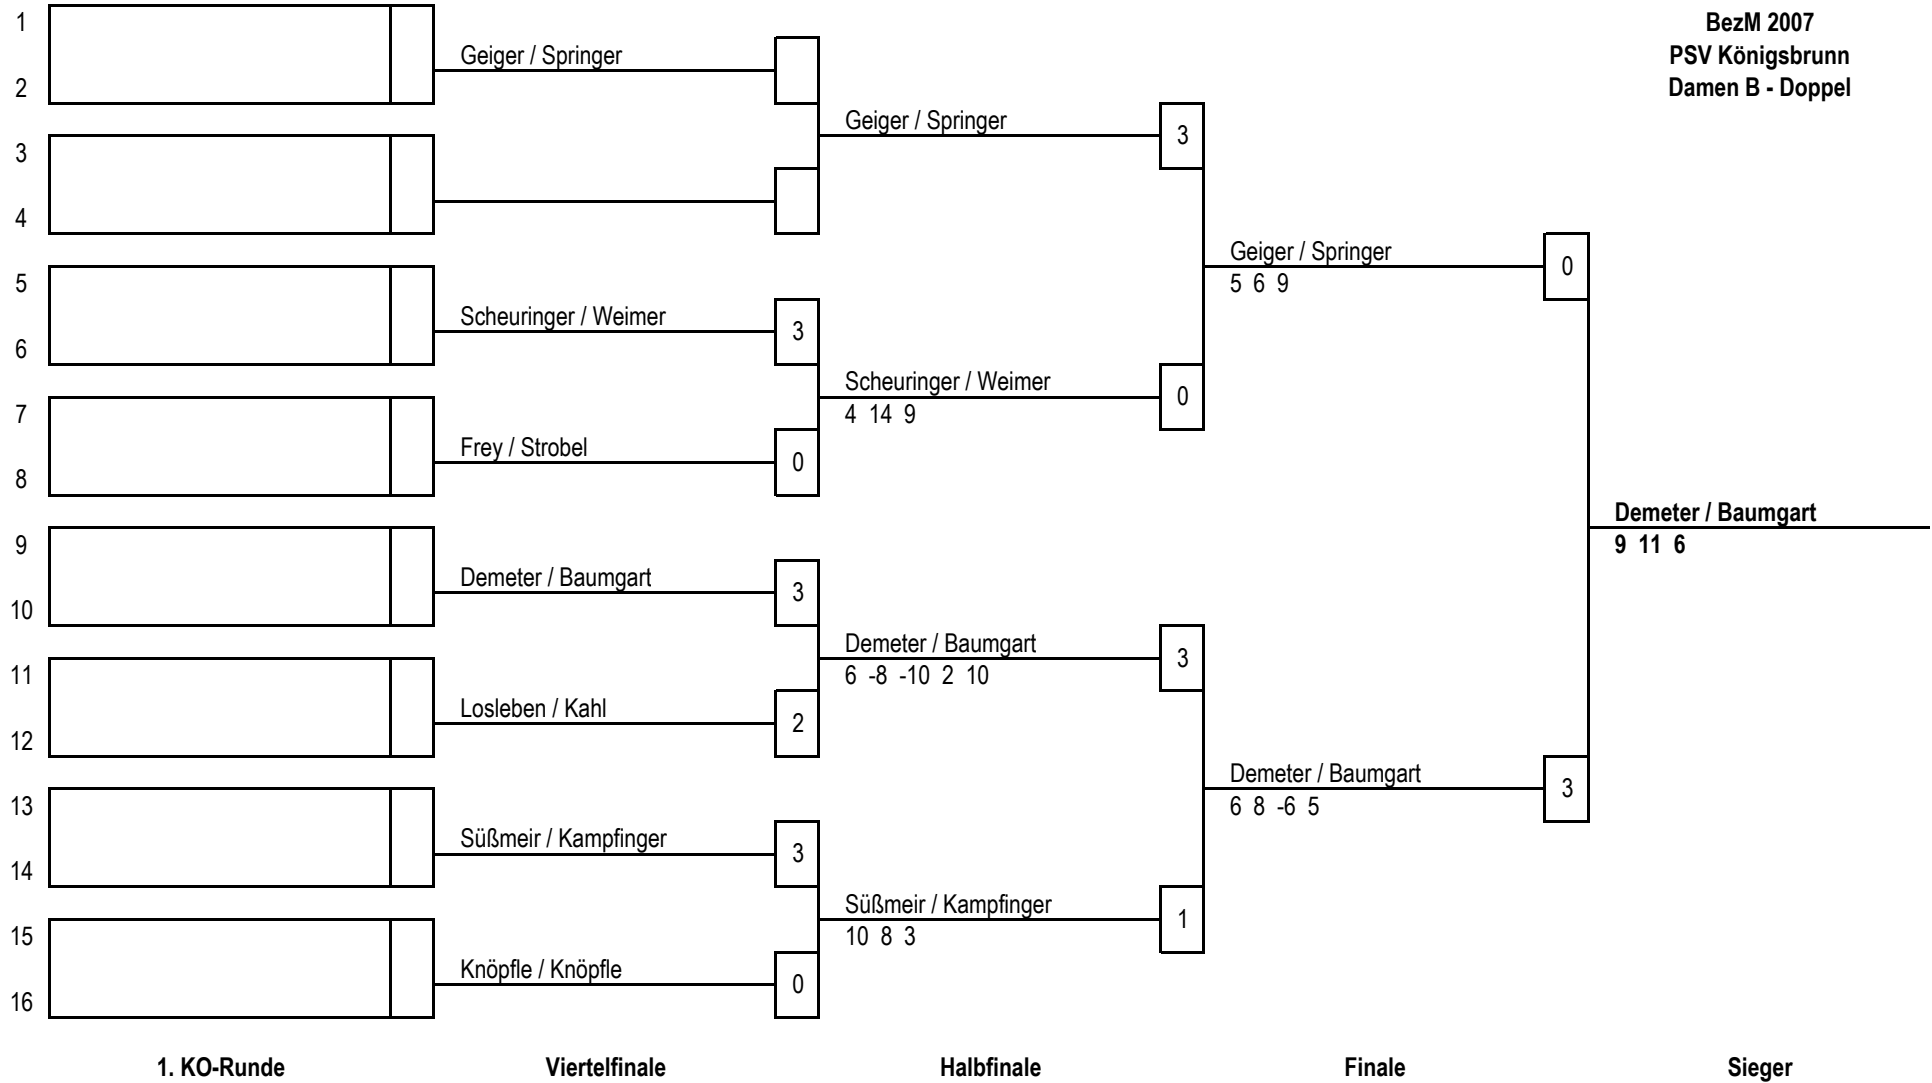 BezM 2007
PSV Königsbrunn
Damen B - Doppel
1
2
3
4
5
6
7
8
9
10
11
12
13
14
15
16
Geiger / Springer
Scheuringer / Weimer
3
Frey / Strobel
0
Demeter / Baumgart
3
Losleben / Kahl
2
Süßmeir / Kampfinger
3
Knöpfle / Knöpfle
0
Geiger / Springer
3
Scheuringer / Weimer
0
4 14 9
Demeter / Baumgart
3
6 -8 -10 2 10
Süßmeir / Kampfinger
1
10 8 3
Geiger / Springer
0
5 6 9
Demeter / Baumgart
3
6 8 -6 5
Demeter / Baumgart
9 11 6
1. KO-Runde Viertelfinale Halbfinale Finale Sieger